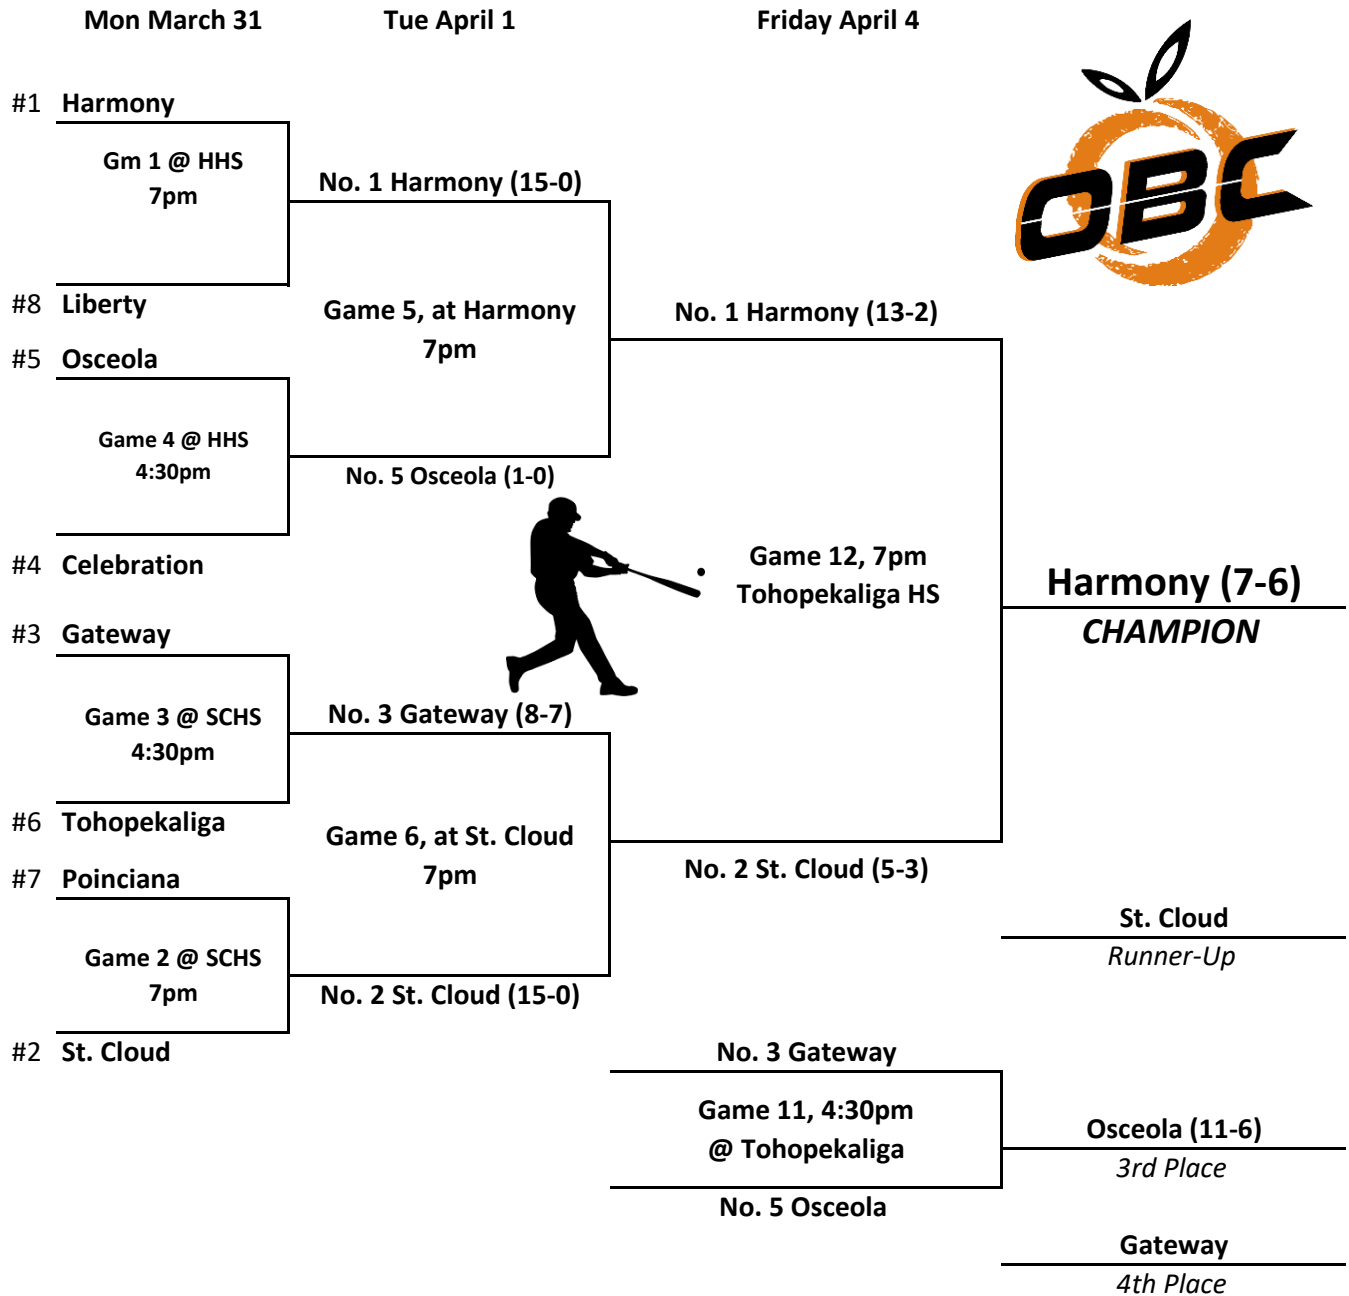 Mon March 31
Tue April 1
Friday April 4
OBC
#1 Harmony
Gm 1 @ HHS
7pm
No. 1 Harmony (15-0)
#8 Liberty
Game 5, at Harmony
7pm
No. 1 Harmony (13-2)
#5 Osceola
Game 4 @ HHS
4:30pm
No. 5 Osceola (1-0)
#4 Celebration
Game 12, 7pm
Tohopekaliga HS
Harmony (7-6)
CHAMPION
#3 Gateway
Game 3 @ SCHS
4:30pm
No. 3 Gateway (8-7)
#6 Tohopekaliga
Game 6, at St. Cloud
7pm
No. 2 St. Cloud (5-3)
#7 Poinciana
Game 2 @ SCHS
7pm
No. 2 St. Cloud (15-0)
#2 St. Cloud
St. Cloud
Runner-Up
No. 3 Gateway
Game 11, 4:30pm
@ Tohopekaliga
No. 5 Osceola
Osceola (11-6)
3rd Place
Gateway
4th Place